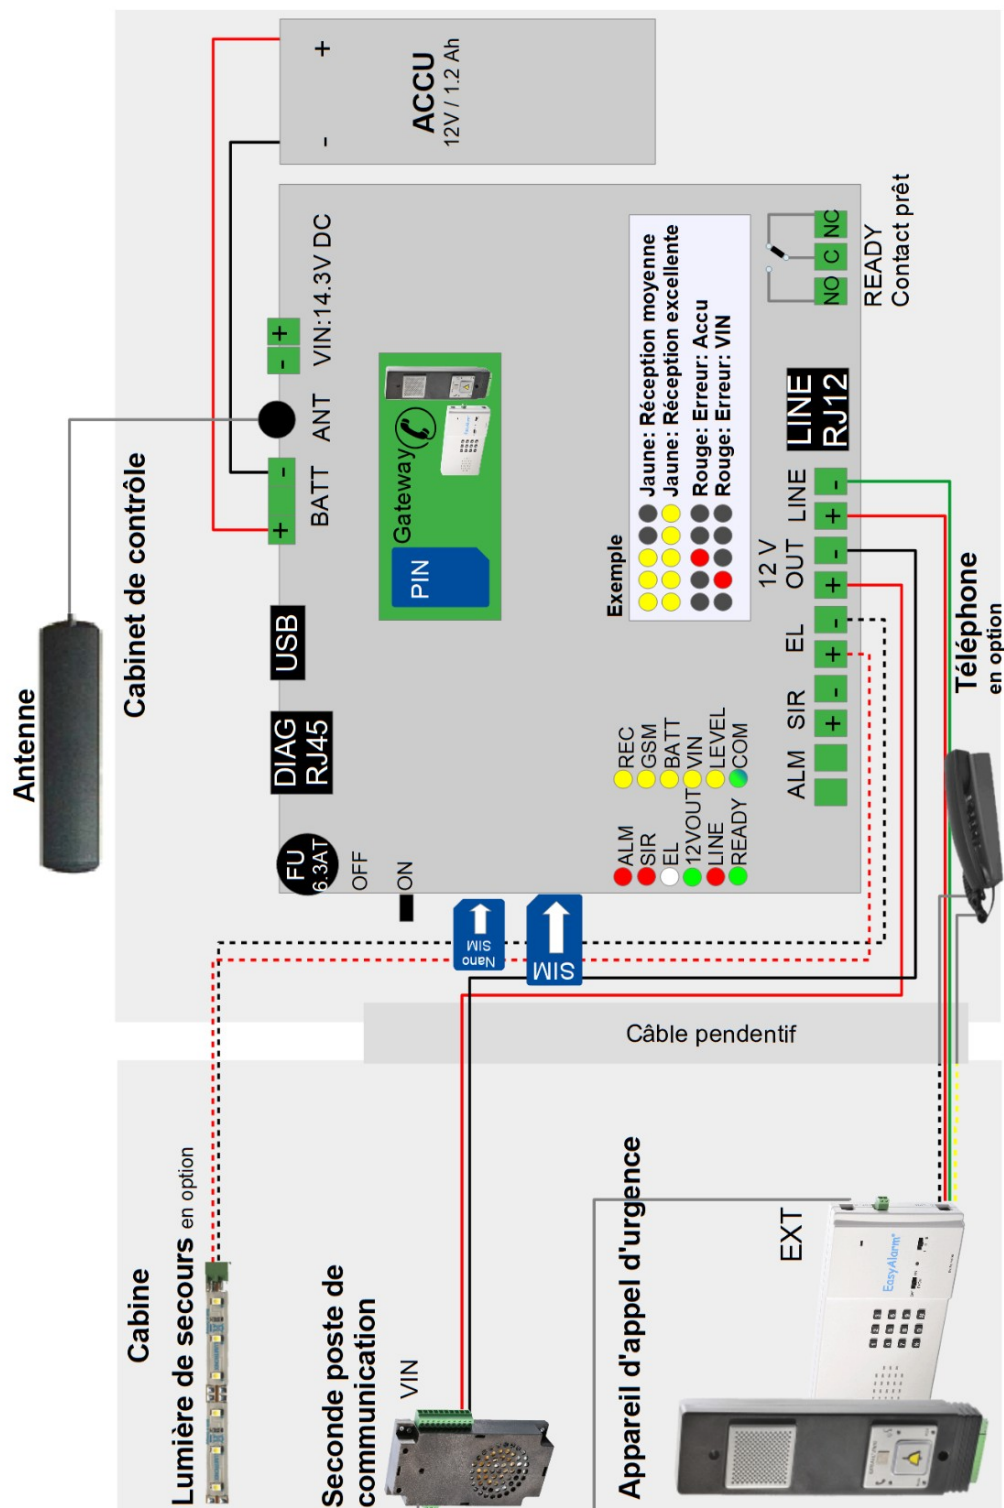 Antenne
Cabinet de contrôle
+
-
ACCU
12V / 1.2 Ah
FU
6.3AT
OFF
ON
DIAG
RJ45
USB
+
-
BATT
ANT
-
+
VIN:14.3V DC
PIN
Gateway
Nano
SIM
SIM
ALM
SIR
EL
12VOUT
LINE
READY
REC
GSM
BATT
VIN
LEVEL
COM
Exemple
Jaune: Réception moyenne
Jaune: Réception excellente
Rouge: Erreur: Accu
Rouge: Erreur: VIN
ALM
SIR
EL
12 V
OUT
LINE
+
-
+
-
+
-
+
-
LINE
RJ12
NO
C
NC
READY
Contact prêt
Téléphone
en option
Câble pendentif
Cabine
Lumière de secours en option
Seconde poste de
communication
VIN
Appareil d'appel d'urgence
EXT
EasyAlarm